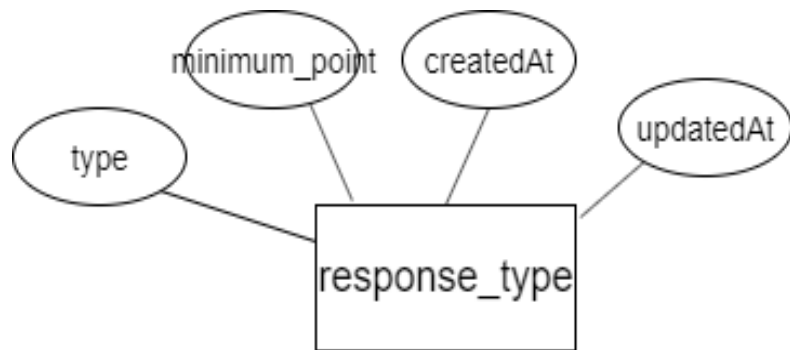 minimum_point
createdAt
updatedAt
type
response_type